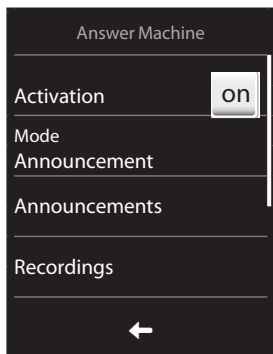 Answer Machine
Activation on
Mode
Announcement
Announcements
Recordings